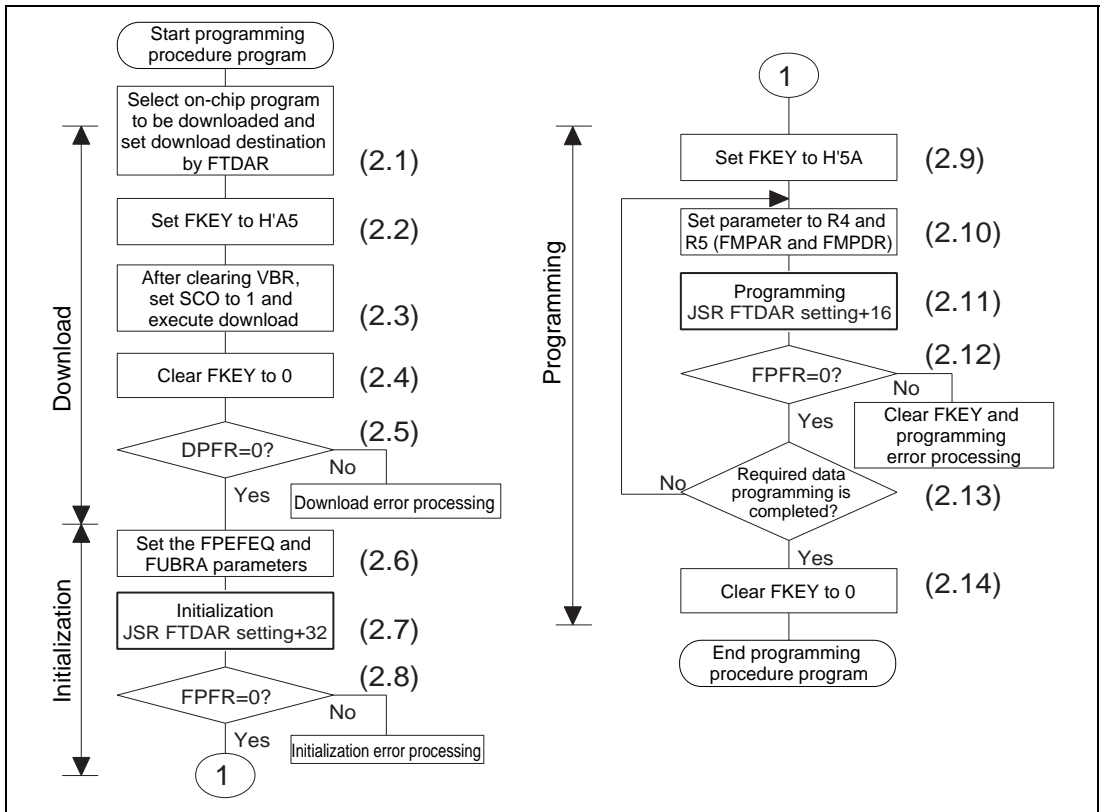 Start programming
procedure program
Select on-chip program
to be downloaded and
set download destination
by FTDAR
(2.1)
Set FKEY to H'A5
(2.2)
After clearing VBR,
set SCO to 1 and
execute download
(2.3)
Clear FKEY to 0
(2.4)
DPFR=0?
(2.5)
No
Yes
Download error processing
Download
Set the FPEFEQ and
FUBRA parameters
(2.6)
Initialization
JSR FTDAR setting+32
(2.7)
FPFR=0?
(2.8)
No
Yes
Initialization error processing
Initialization
1
1
Set FKEY to H'5A
(2.9)
Set parameter to R4 and
R5 (FMPAR and FMPDR)
(2.10)
Programming
JSR FTDAR setting+16
(2.11)
FPFR=0?
(2.12)
No
Yes
Clear FKEY and
programming
error processing
Required data
programming is
completed?
(2.13)
No
Yes
Clear FKEY to 0
(2.14)
Programming
End programming
procedure program